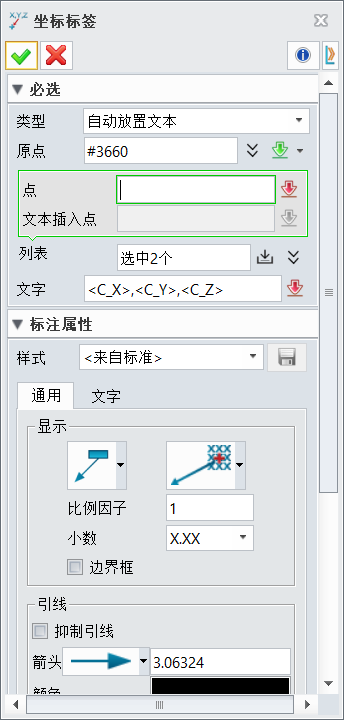 X,Y,Z 坐标标签
必选
类型 自动放置文本
原点 #3660
点
文本插入点
列表 选中2个
文字 <C_X>,<C_Y>,<C_Z>
标注属性
样式 <来自标准>
通用 文字
显示
比例因子 1
小数 X.XX
边界框
引线
抑制引线
箭头 3.06324
颜色